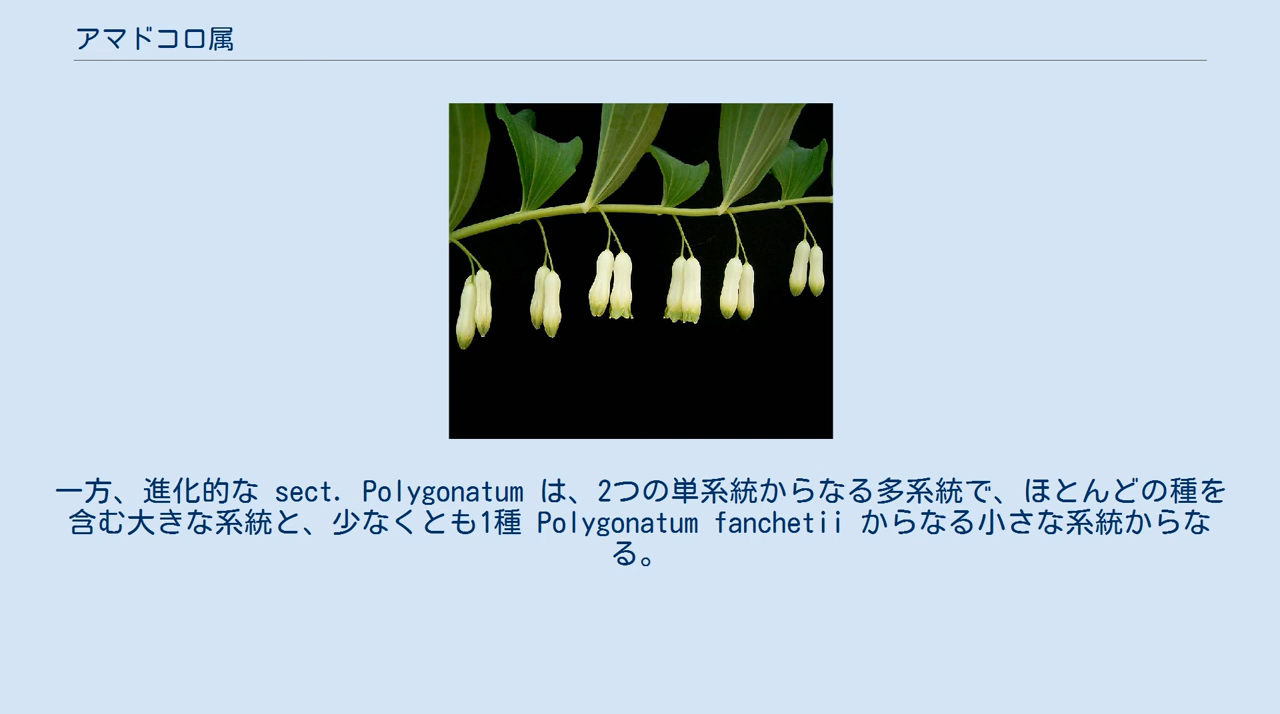 アマドコロ属
一方、進化的な sect. Polygonatum は、2つの単系統からなる多系統で、ほとんどの種を
含む大きな系統と、少なくとも1種 Polygonatum fanchetii からなる小さな系統からな
る。